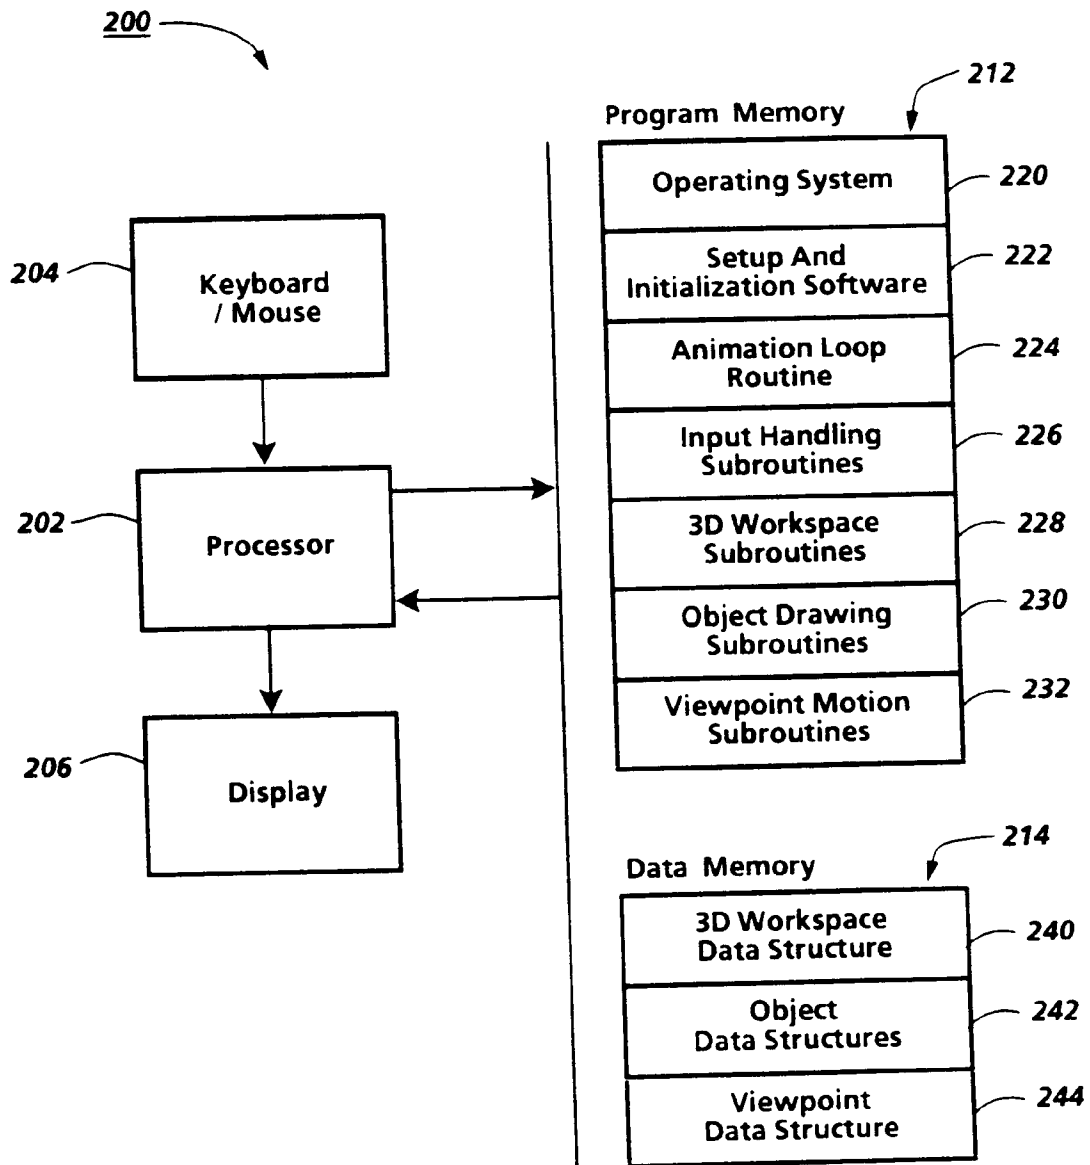 200
212
Program Memory
Operating System
220
204
Keyboard
/ Mouse
Setup And
Initialization Software
222
Animation Loop
Routine
224
Input Handling
Subroutines
226
202
Processor
3D Workspace
Subroutines
228
Object Drawing
Subroutines
230
Viewpoint Motion
Subroutines
232
206
Display
214
Data Memory
3D Workspace
Data Structure
240
Object
Data Structures
242
Viewpoint
Data Structure
244